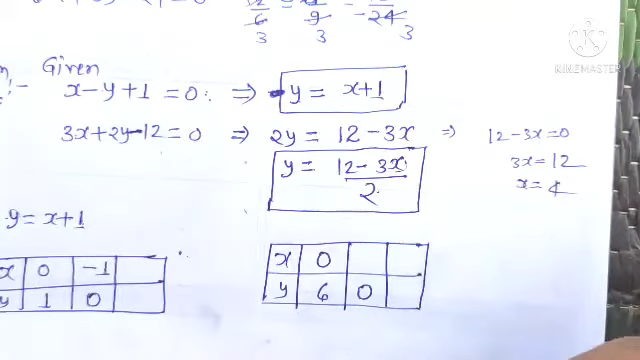 Given
x-y+1=0 ⇒ y = x+1
3x+2y-12=0 ⇒ 2y = 12-3x ⇒ 12-3x=0
y = 12-3x / 2
3x=12
x=4
y=x+1
x 0 -1
y 1 0
x 0
y 6 0
KINEMASTER